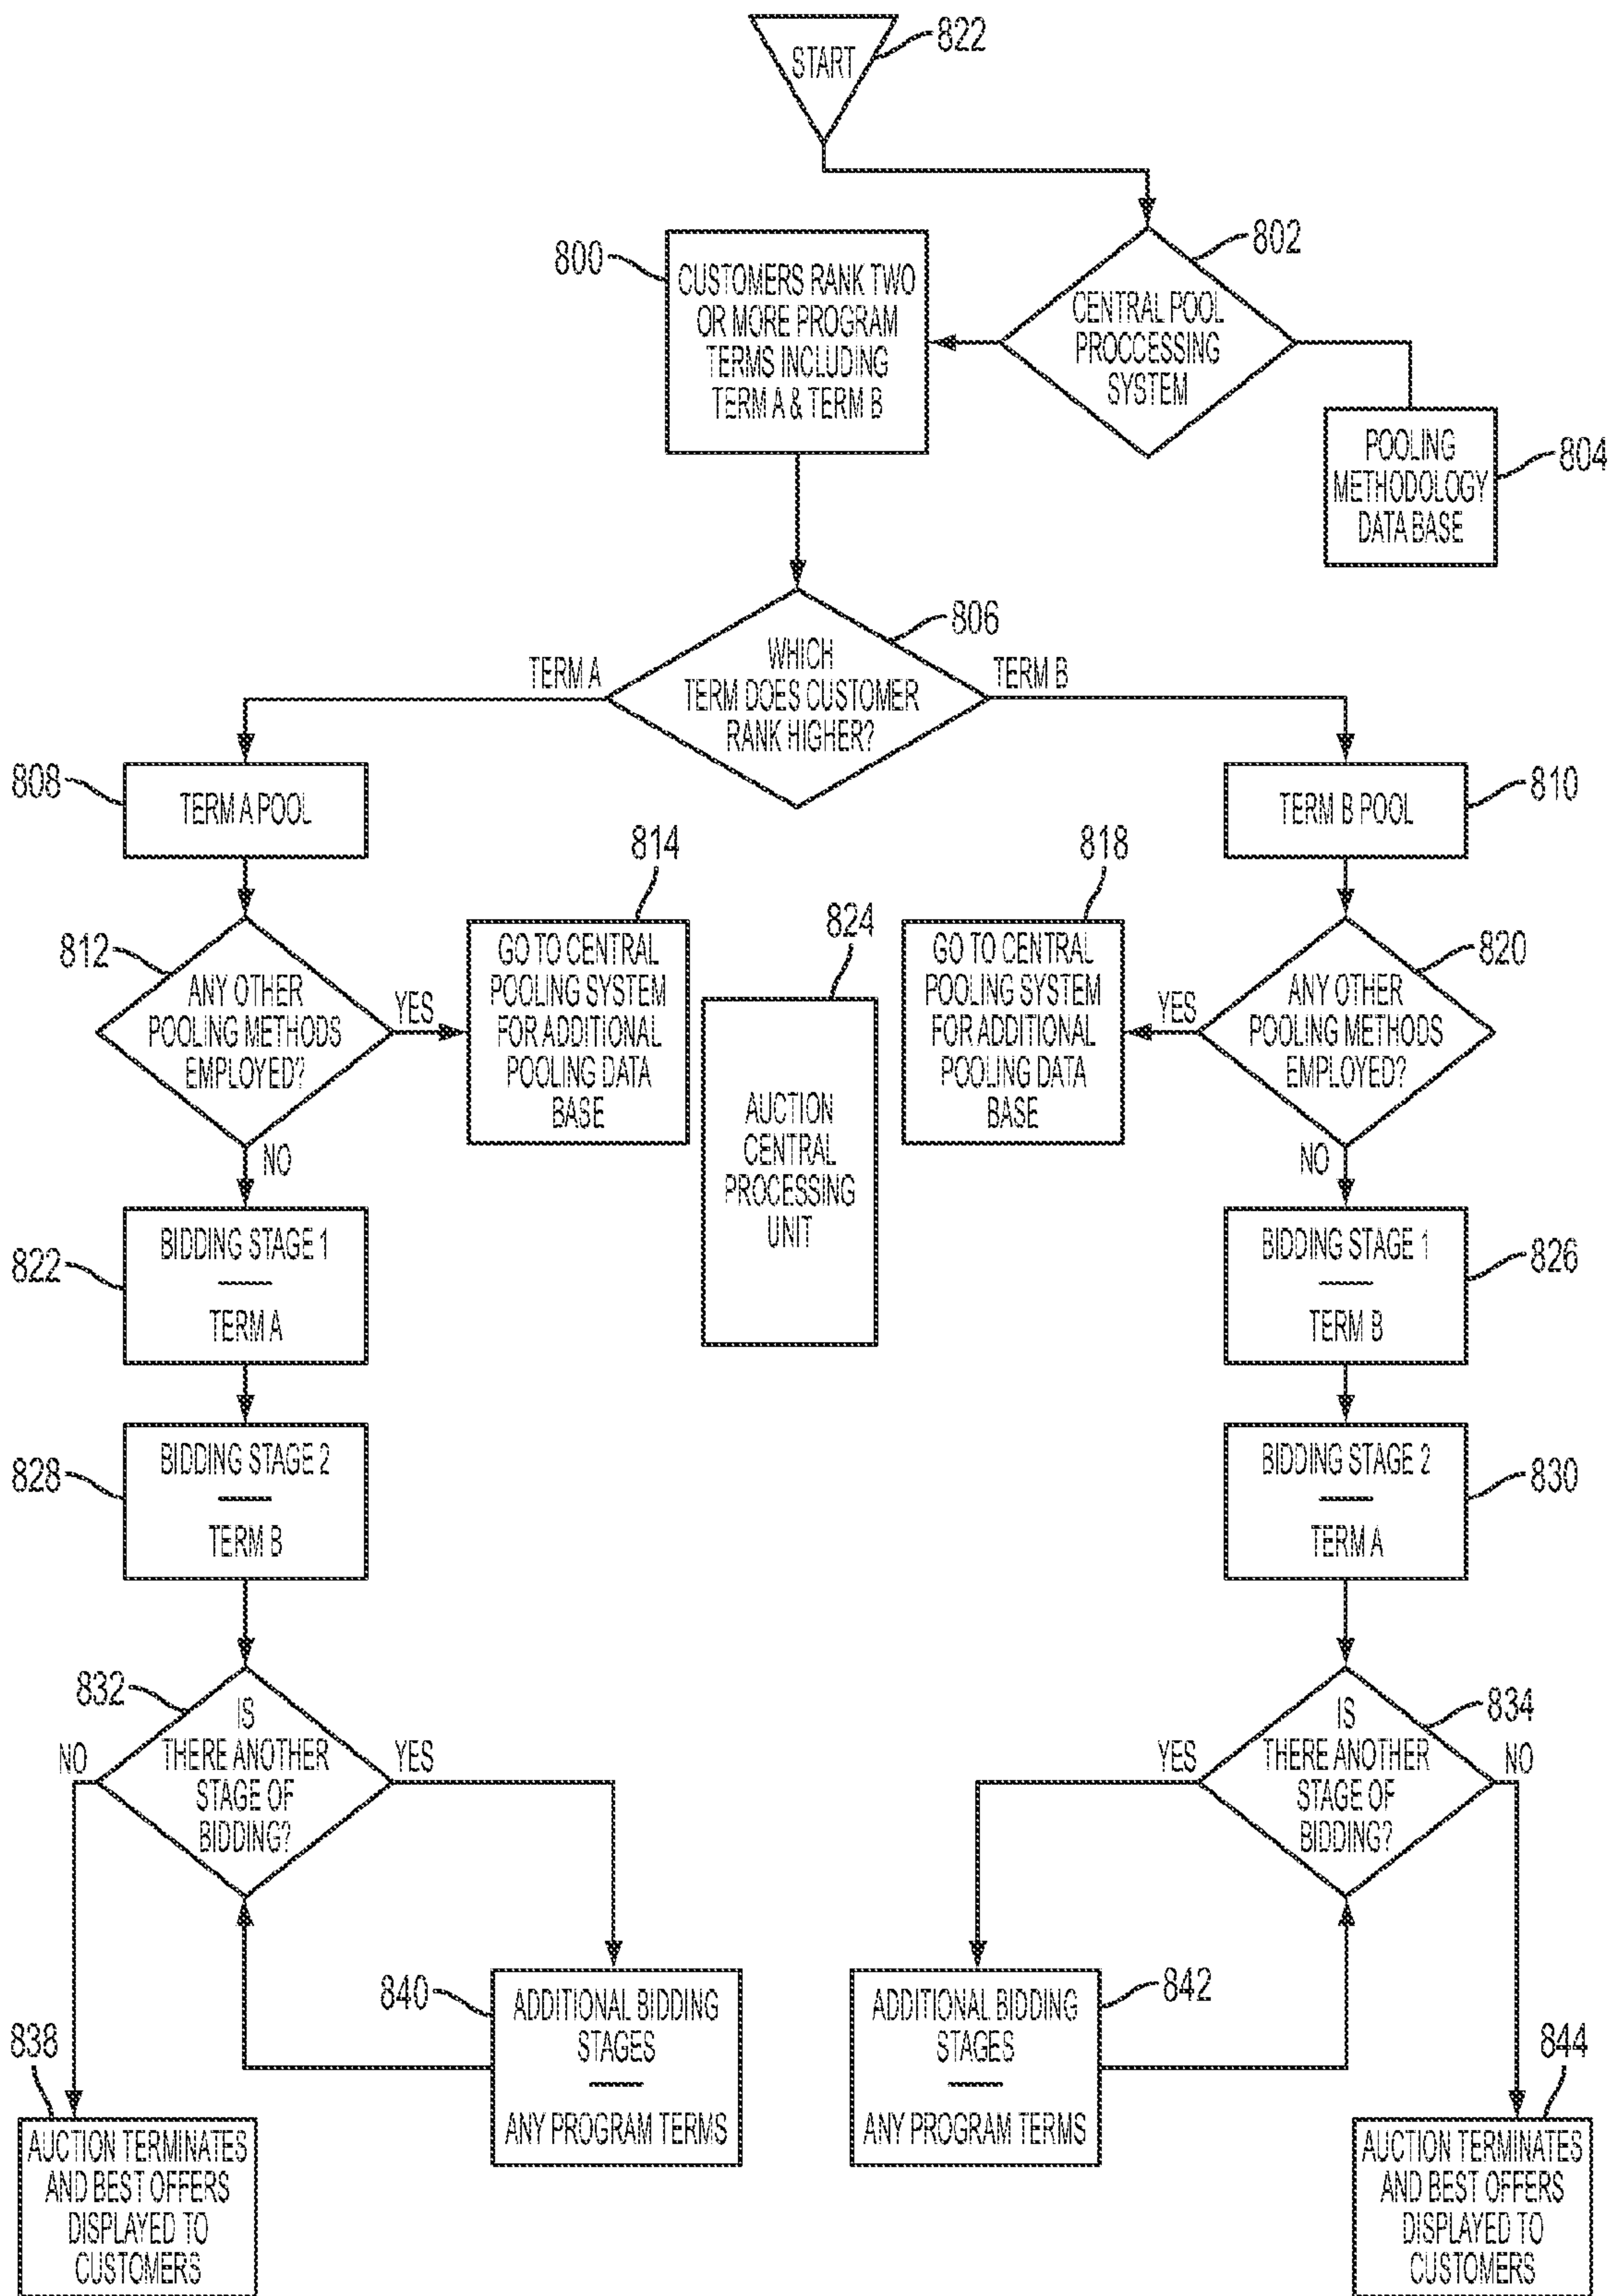 START
822
800
CUSTOMERS RANK TWO
OR MORE PROGRAM
TERMS INCLUDING
TERM A & TERM B
802
CENTRAL POOL
PROCCESSING
SYSTEM
POOLING
METHODOLOGY
DATA BASE
804
806
WHICH
TERM DOES CUSTOMER
RANK HIGHER?
TERM A
TERM B
808
TERM A POOL
TERM B POOL
810
812
ANY OTHER
POOLING METHODS
EMPLOYED?
YES
NO
814
GO TO CENTRAL
POOLING SYSTEM
FOR ADDITIONAL
POOLING DATA
BASE
824
AUCTION
CENTRAL
PROCESSING
UNIT
818
GO TO CENTRAL
POOLING SYSTEM
FOR ADDITIONAL
POOLING DATA
BASE
820
ANY OTHER
POOLING METHODS
EMPLOYED?
YES
NO
822
BIDDING STAGE 1
TERM A
BIDDING STAGE 1
TERM B
826
828
BIDDING STAGE 2
TERM B
BIDDING STAGE 2
TERM A
830
832
IS
THERE ANOTHER
STAGE OF
BIDDING?
NO
YES
834
IS
THERE ANOTHER
STAGE OF
BIDDING?
YES
NO
840
ADDITIONAL BIDDING
STAGES
ANY PROGRAM TERMS
842
ADDITIONAL BIDDING
STAGES
ANY PROGRAM TERMS
838
AUCTION TERMINATES
AND BEST OFFERS
DISPLAYED TO
CUSTOMERS
844
AUCTION TERMINATES
AND BEST OFFERS
DISPLAYED TO
CUSTOMERS